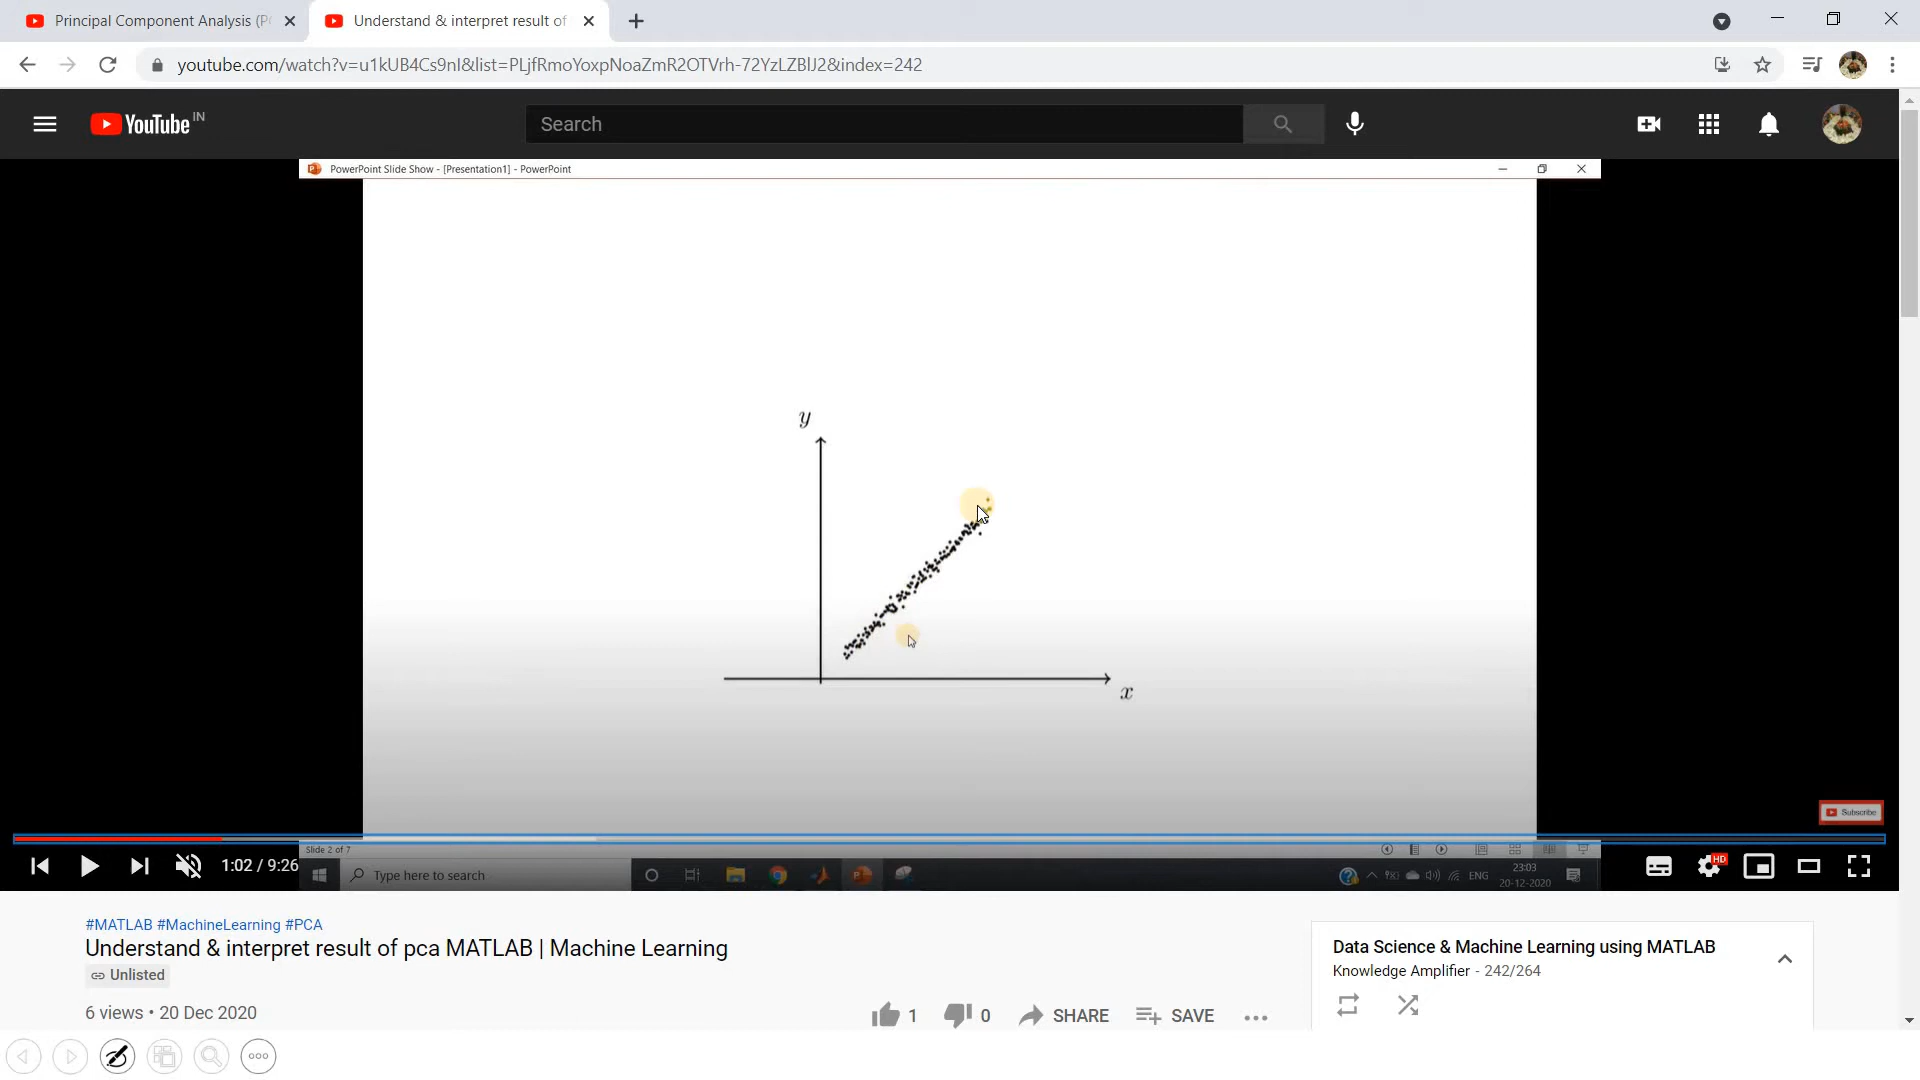 Principal Component Analysis (P
Understand & interpret result of
youtube.com/watch?v=u1kUB4Cs9nI&list=PLjfRmoYoxpNoaZmR2OTVrh-72YzLZBlJ2&index=242
YouTube IN
Search
PowerPoint Slide Show - [Presentation1] - PowerPoint
y
x
Subscribe
Slide 2 of 7
1:02 / 9:26
Type here to search
ENG
23:03
20-12-2020
HD
#MATLAB #MachineLearning #PCA
Understand & interpret result of pca MATLAB | Machine Learning
Unlisted
6 views • 20 Dec 2020
1
0
SHARE
SAVE
Data Science & Machine Learning using MATLAB
Knowledge Amplifier - 242/264